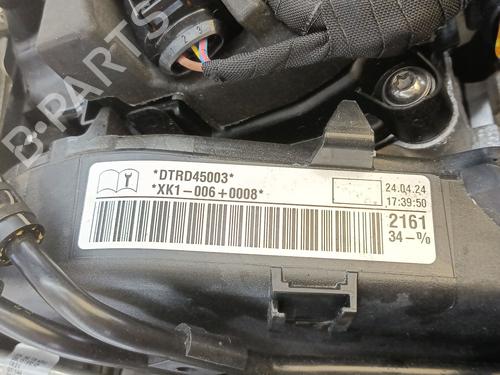 B-PARTS
*DTRD45003*
*XK1-006+0008*
24.04.24
17:39:50
2161
34-